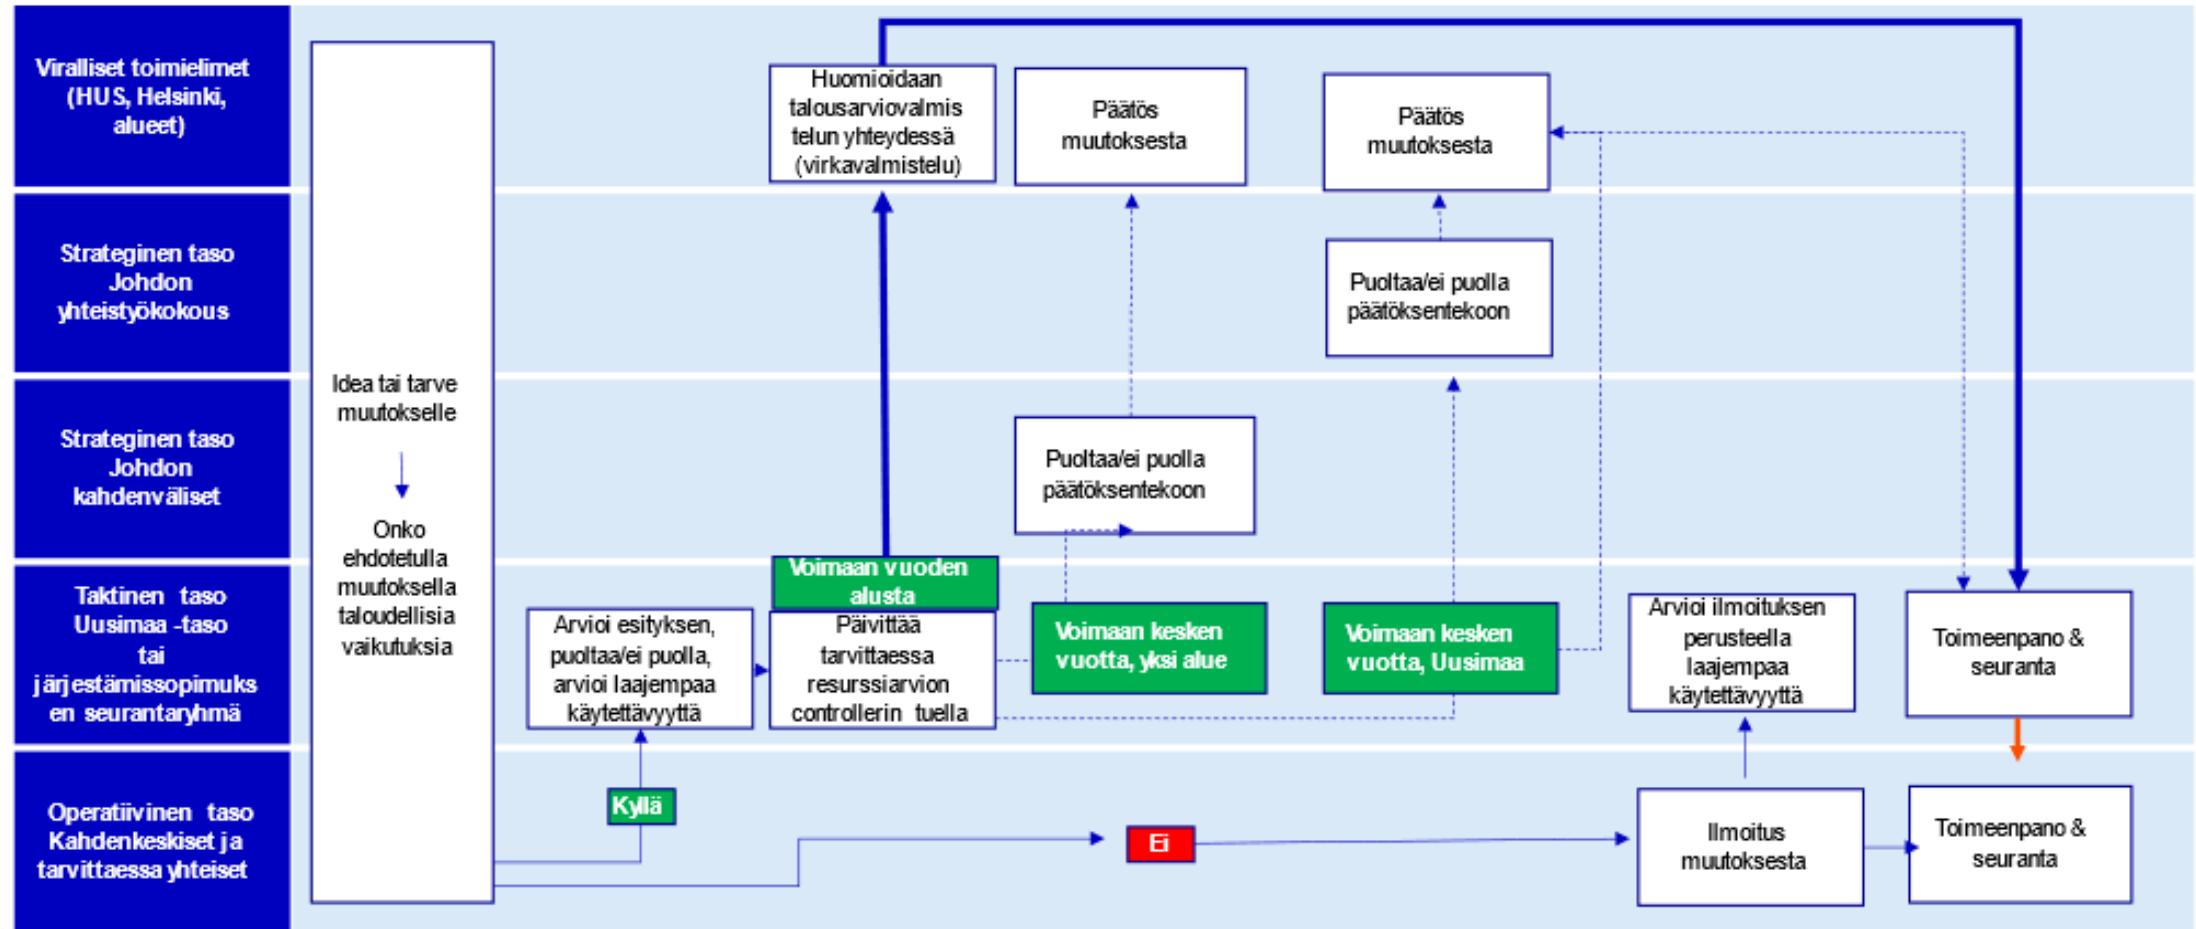 Viralliset toimielimet
(HUS, Helsinki,
alueet)
Strateginen taso
Johdon
yhteistyökokous
Strateginen taso
Johdon
kahdenväliset
Taktinen taso
Uusimaa -taso
tai
järjestämissopimuks
en seurantaryhmä
Operatiivinen taso
Kahdenkeskiset ja
tarvittaessa yhteiset
Idea tai tarve
muutokselle
Onko
ehdotetulla
muutoksella
taloudellisia
vaikutuksia
Kyllä
Arvioi esityksen,
puoltaa/ei puolla,
arvioi laajempaa
käytettävyyttä
Voimaan vuoden
alusta
Päivittää
tarvittaessa
resurssiarvion
controllerin tuella
Huomioidaan
talousarviovalmis
telun yhteydessä
(virkavalmistelu)
Päätös
muutoksesta
Puoltaa/ei puolla
päätöksentekoon
Voimaan kesken
vuotta, yksi alue
Päätös
muutoksesta
Puoltaa/ei puolla
päätöksentekoon
Voimaan kesken
vuotta, Uusimaa
Ei
Arvioi ilmoituksen
perusteella
laajempaa
käytettävyyttä
Ilmoitus
muutoksesta
Toimeenpano &
seuranta
Toimeenpano &
seuranta